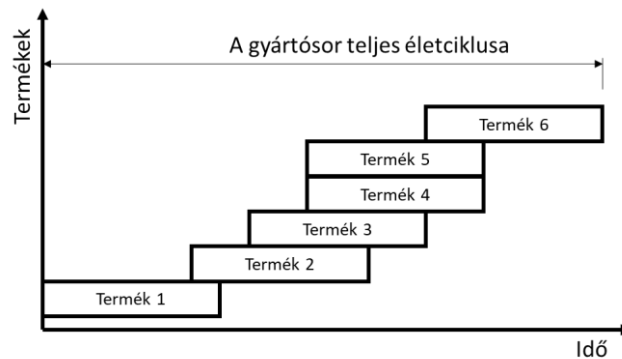 A gyártósor teljes életciklusa
Termékek
Termék 6
Termék 5
Termék 4
Termék 3
Termék 2
Termék 1
Idő